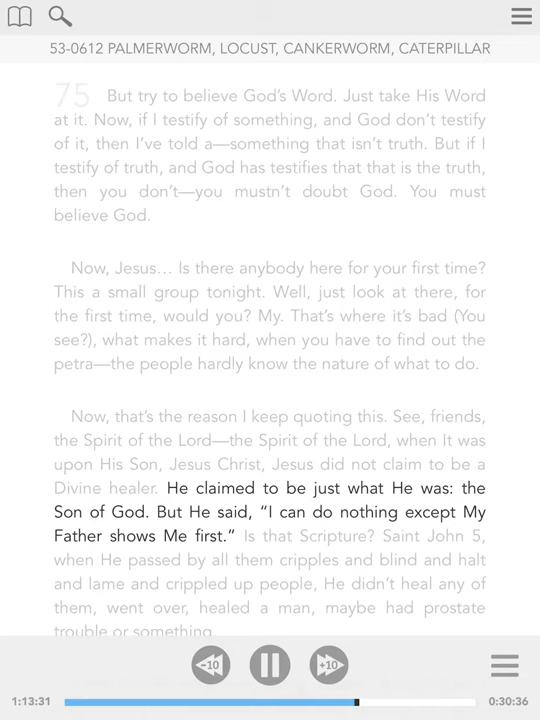 53-0612 PALMERWORM, LOCUST, CANKERWORM, CATERPILLAR
75 But try to believe God's Word. Just take His Word
at it. Now, if I testify of something, and God don't testify
of it, then I've told a—something that isn't truth. But if I
testify of truth, and God has testifies that that is the truth,
then you don't—you mustn't doubt God. You must
believe God.
Now, Jesus… Is there anybody here for your first time?
This a small group tonight. Well, just look at there, for
the first time, would you? My. That's where it's bad (You
see?), what makes it hard, when you have to find out the
petra—the people hardly know the nature of what to do.
Now, that's the reason I keep quoting this. See, friends,
the Spirit of the Lord—the Spirit of the Lord, when It was
upon His Son, Jesus Christ, Jesus did not claim to be a
Divine healer. He claimed to be just what He was: the
Son of God. But He said, “I can do nothing except My
Father shows Me first.” Is that Scripture? Saint John 5,
when He passed by all them cripples and blind and halt
and lame and crippled up people, He didn't heal any of
them, went over, healed a man, maybe had prostate
trouble or something
-10
+10
1:13:31
0:30:36